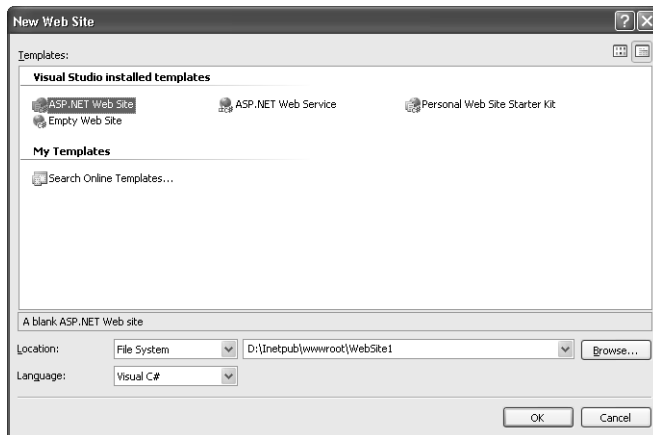 New Web Site
Templates:
Visual Studio installed templates
ASP.NET Web Site ASP.NET Web Service Personal Web Site Starter Kit
Empty Web Site
My Templates
Search Online Templates...
A blank ASP.NET Web site
Location: File System D:\Inetpub\wwwroot\WebSite1 Browse...
Language: Visual C#
OK Cancel